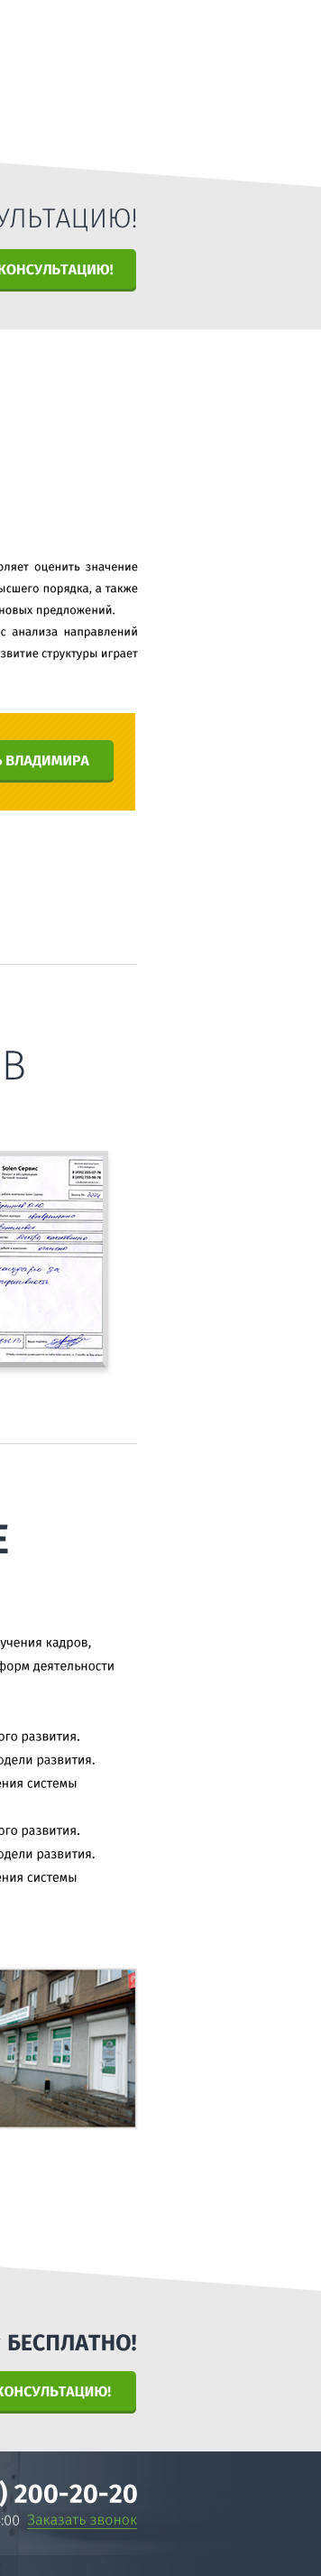 УЛЬТАЦИЮ!
КОНСУЛЬТАЦИЮ!
оляет оценить значение
ысшего порядка, а также
новых предложений.
с анализа направлений
звитие структуры играет
Ь ВЛАДИМИРА
В
Solen Сервис
Е
учения кадров,
форм деятельности
ого развития.
одели развития.
ения системы
ого развития.
одели развития.
ения системы
БЕСПЛАТНО!
КОНСУЛЬТАЦИЮ!
) 200-20-20
:00 Заказать звонок